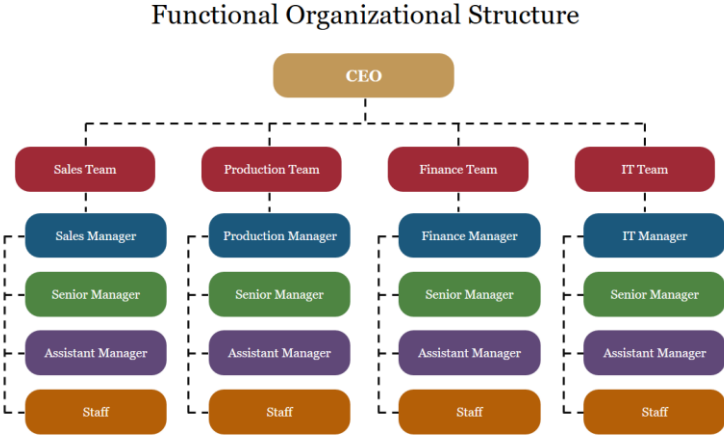 Functional Organizational Structure
CEO
Sales Team
Production Team
Finance Team
IT Team
Sales Manager
Production Manager
Finance Manager
IT Manager
Senior Manager
Senior Manager
Senior Manager
Senior Manager
Assistant Manager
Assistant Manager
Assistant Manager
Assistant Manager
Staff
Staff
Staff
Staff